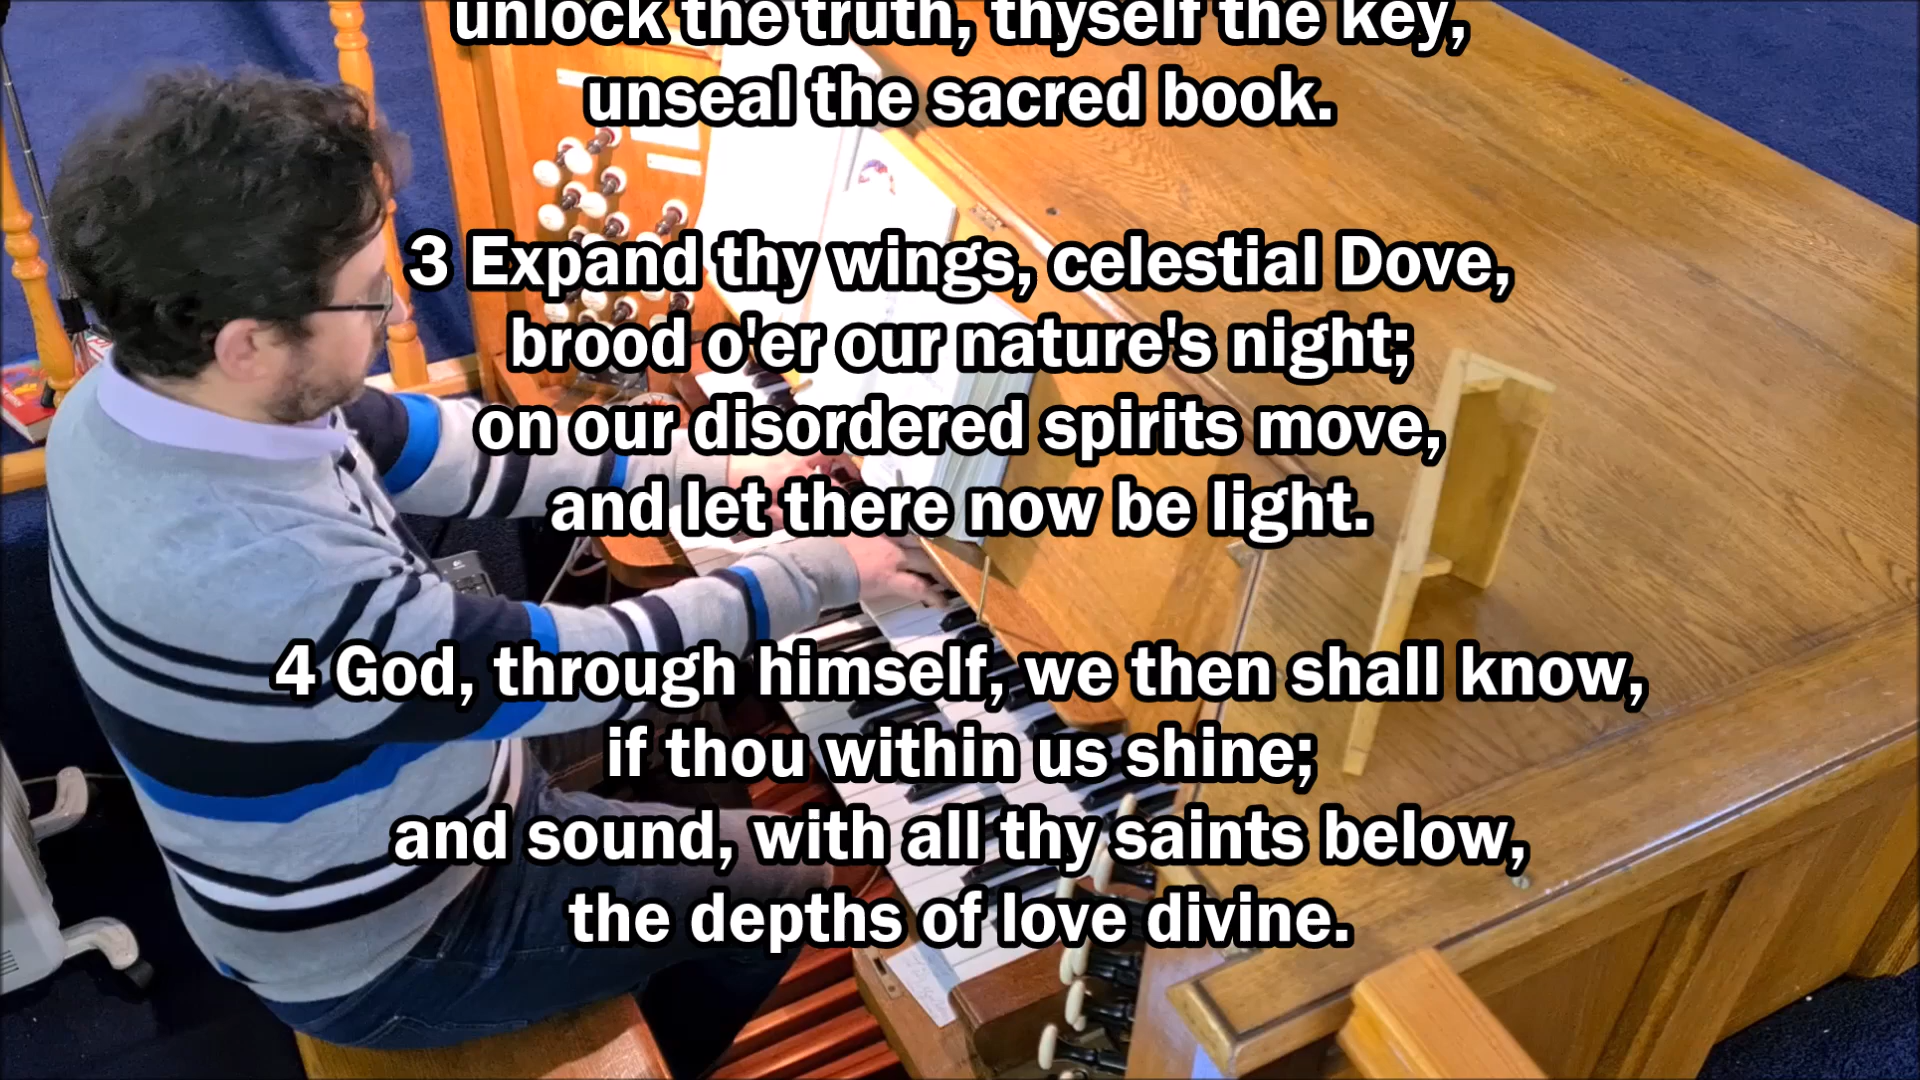 unlock the truth, thyself the key,
unseal the sacred book.
3 Expand thy wings, celestial Dove,
brood o'er our nature's night;
on our disordered spirits move,
and let there now be light.
4 God, through himself, we then shall know,
if thou within us shine;
and sound, with all thy saints below,
the depths of love divine.